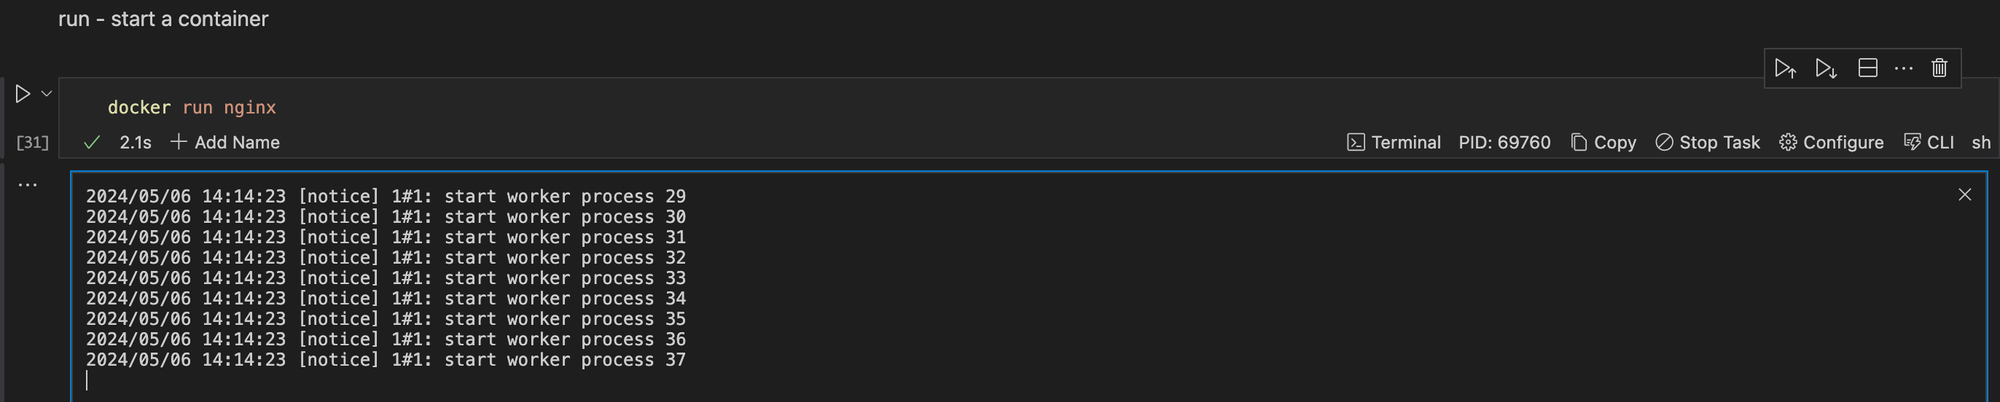 run - start a container
docker run nginx
[31] 2.1s Add Name Terminal PID: 69760 Copy Stop Task Configure CLI sh
2024/05/06 14:14:23 [notice] 1#1: start worker process 29
2024/05/06 14:14:23 [notice] 1#1: start worker process 30
2024/05/06 14:14:23 [notice] 1#1: start worker process 31
2024/05/06 14:14:23 [notice] 1#1: start worker process 32
2024/05/06 14:14:23 [notice] 1#1: start worker process 33
2024/05/06 14:14:23 [notice] 1#1: start worker process 34
2024/05/06 14:14:23 [notice] 1#1: start worker process 35
2024/05/06 14:14:23 [notice] 1#1: start worker process 36
2024/05/06 14:14:23 [notice] 1#1: start worker process 37